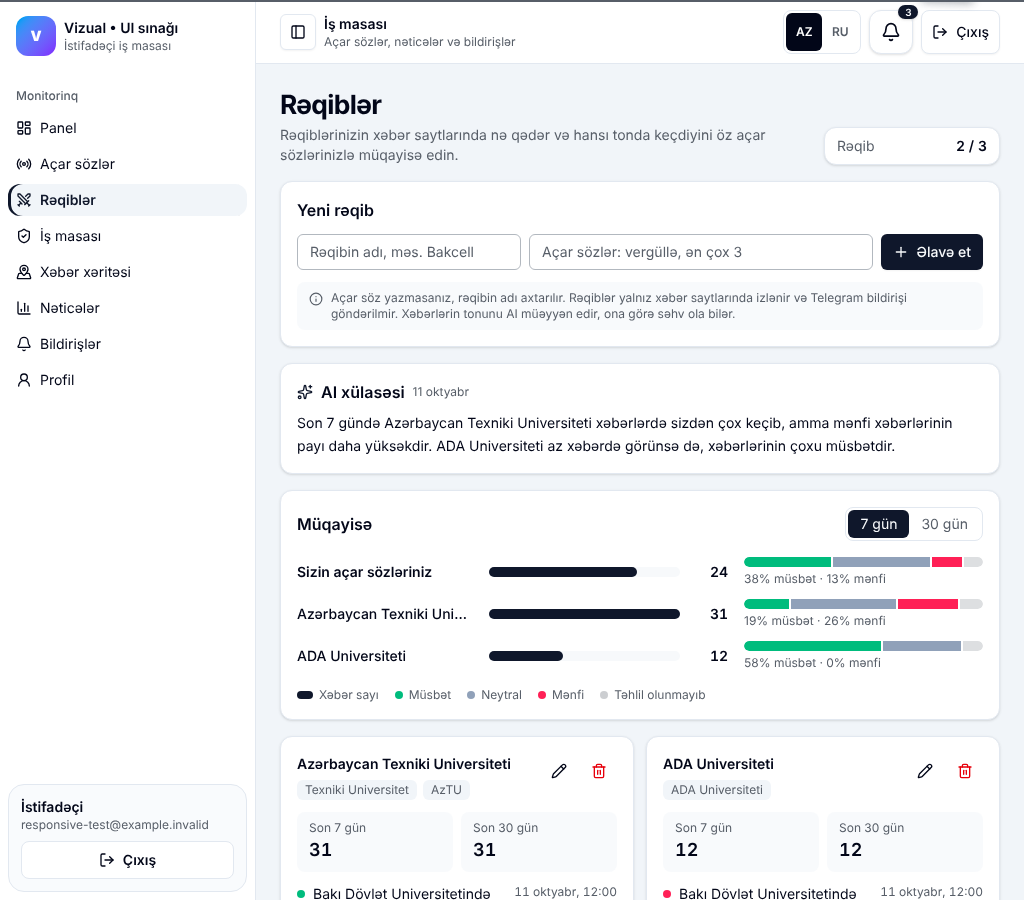 V
Vizual • UI sınağı
İstifadəçi iş masası
Monitorinq
Panel
Açar sözlər
Rəqiblər
İş masası
Xəbər xəritəsi
Nəticələr
Bildirişlər
Profil
İstifadəçi
responsive-test@example.invalid
Çıxış
İş masası
Açar sözlər, nəticələr və bildirişlər
AZ
RU
3
Çıxış
Rəqiblər
Rəqiblərinizin xəbər saytlarında nə qədər və hansı tonda keçdiyini öz açar
sözlərinizlə müqayisə edin.
Rəqib 2 / 3
Yeni rəqib
Rəqibin adı, məs. Bakcell
Açar sözlər: vergüllə, ən çox 3
+ Əlavə et
Açar söz yazmasanız, rəqibin adı axtarılır. Rəqiblər yalnız xəbər saytlarında izlənir və Telegram bildirişi
göndərilmir. Xəbərlərin tonunu AI müəyyən edir, ona görə səhv ola bilər.
AI xülasəsi 11 oktyabr
Son 7 gündə Azərbaycan Texniki Universiteti xəbərlərdə sizdən çox keçib, amma mənfi xəbərlərinin
payı daha yüksəkdir. ADA Universiteti az xəbərdə görünsə də, xəbərlərinin çoxu müsbətdir.
Müqayisə
7 gün
30 gün
Sizin açar sözləriniz 24
38% müsbət · 13% mənfi
Azərbaycan Texniki Uni... 31
19% müsbət · 26% mənfi
ADA Universiteti 12
58% müsbət · 0% mənfi
Xəbər sayı Müsbət Neytral Mənfi Təhlil olunmayıb
Azərbaycan Texniki Universiteti
Texniki Universitet AzTU
Son 7 gün
31
Son 30 gün
31
Bakı Dövlət Universitetində 11 oktyabr, 12:00
ADA Universiteti
ADA Universiteti
Son 7 gün
12
Son 30 gün
12
Bakı Dövlət Universitetində 11 oktyabr, 12:00